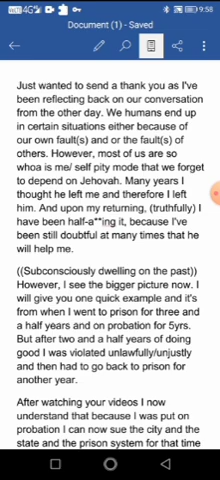 4G
9:58
Document (1) - Saved
Just wanted to send a thank you as I've
been reflecting back on our conversation
from the other day. We humans end up
in certain situations either because of
our own fault(s) and or the fault(s) of
others. However, most of us are so
whoa is me/ self pity mode that we forget
to depend on Jehovah. Many years I
thought he left me and therefore I left
him. And upon my returning, (truthfully) I
have been half-a**ing it, because I've
been still doubtful at many times that he
will help me.
((Subconsciously dwelling on the past))
However, I see the bigger picture now. I
will give you one quick example and it's
from when I went to prison for three and
a half years and on probation for 5yrs.
But after two and a half years of doing
good I was violated unlawfully/unjustly
and then had to go back to prison for
another year.
After watching your videos I now
understand that because I was put on
probation I can now sue the city and the
state and the prison system for that time